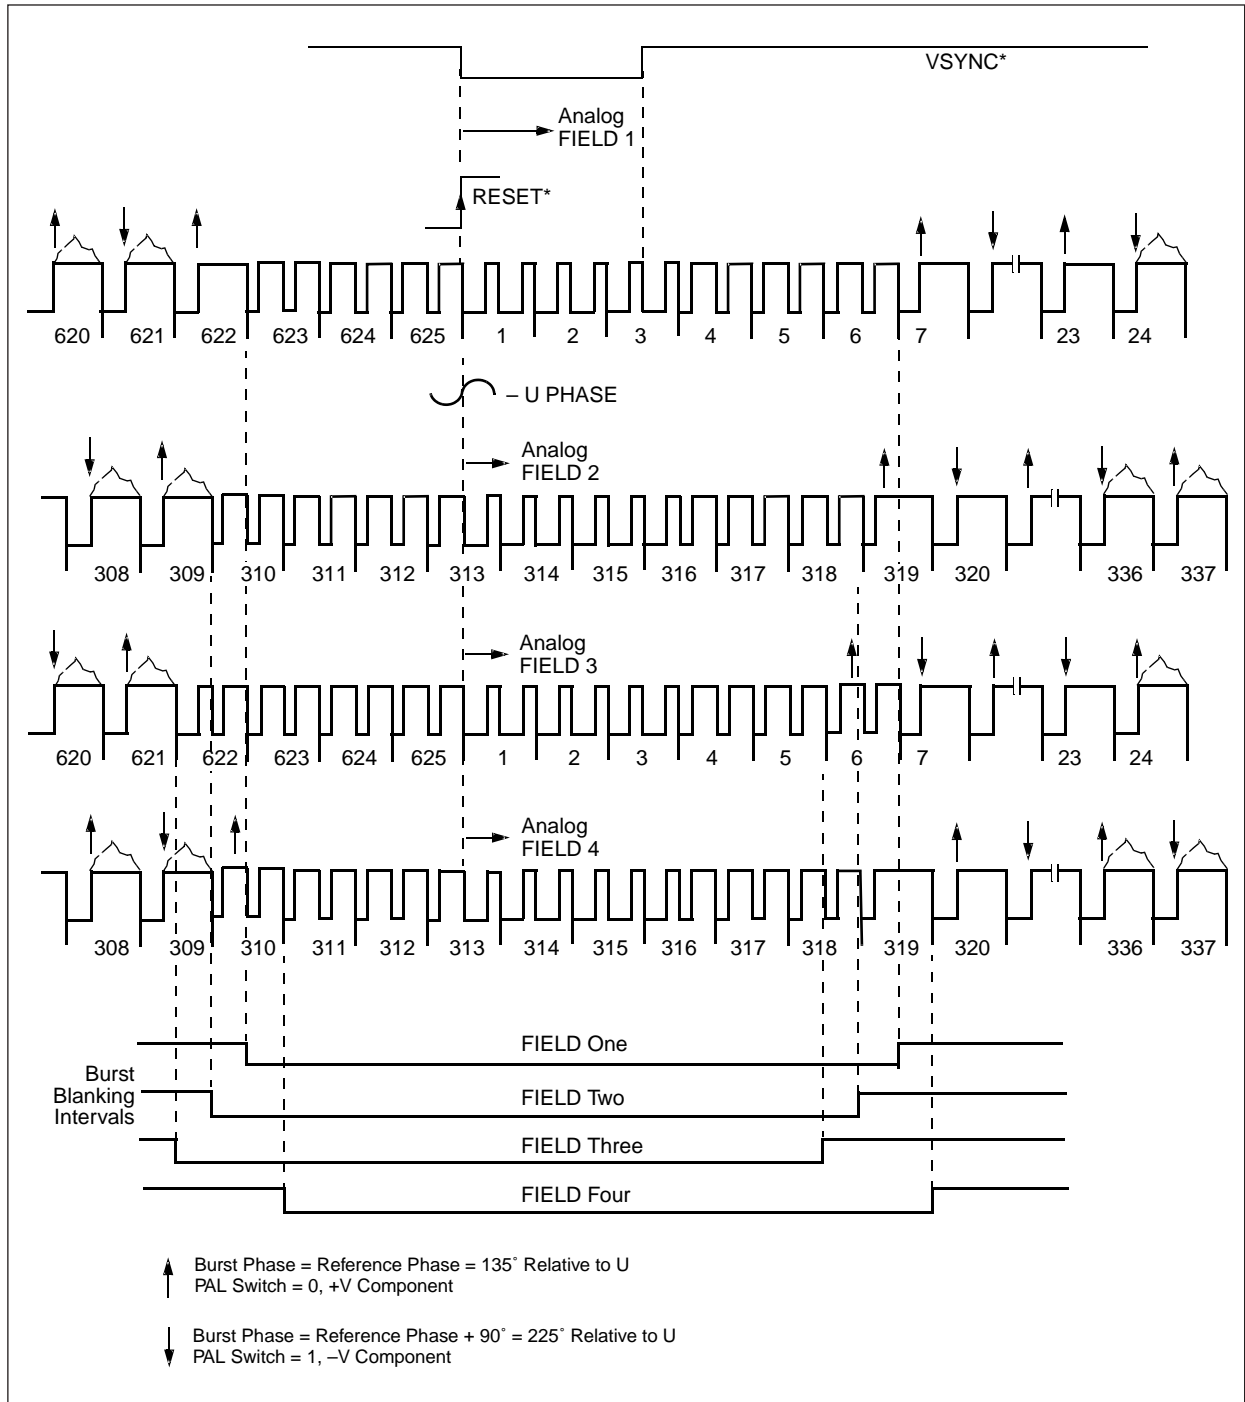 VSYNC*
Analog
FIELD 1
RESET*
620 621 622 623 624 625 1 2 3 4 5 6 7 23 24
– U PHASE
Analog
FIELD 2
308 309 310 311 312 313 314 315 316 317 318 319 320 336 337
Analog
FIELD 3
620 621 622 623 624 625 1 2 3 4 5 6 7 23 24
Analog
FIELD 4
308 309 310 311 312 313 314 315 316 317 318 319 320 336 337
FIELD One
Burst
Blanking
Intervals
FIELD Two
FIELD Three
FIELD Four
Burst Phase = Reference Phase = 135° Relative to U
PAL Switch = 0, +V Component
Burst Phase = Reference Phase + 90° = 225° Relative to U
PAL Switch = 1, –V Component